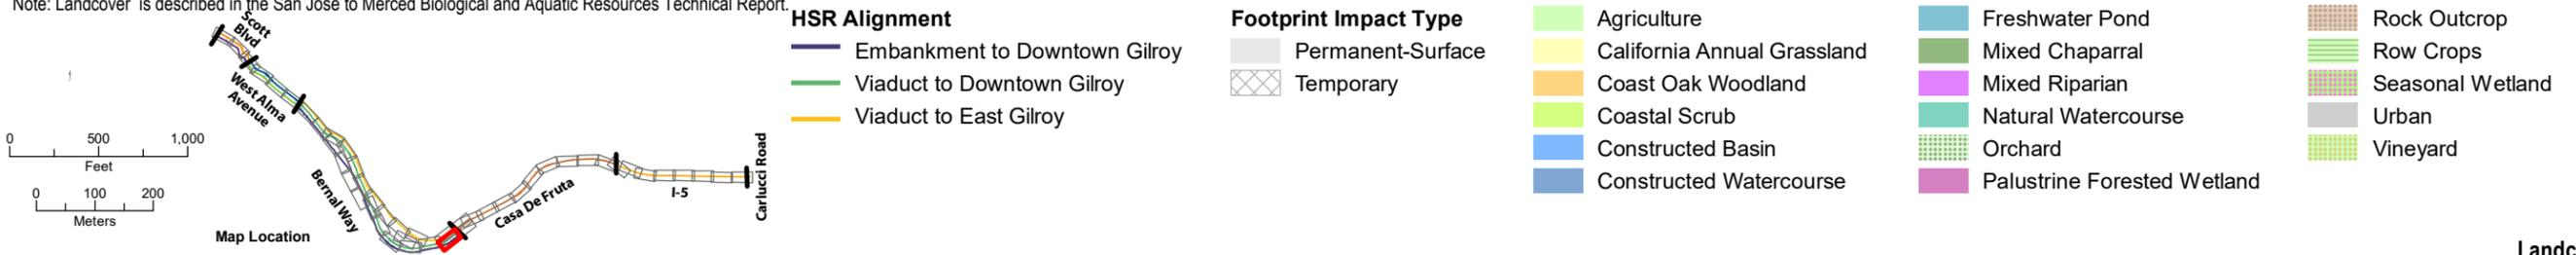 Note: Landcover is described in the San Jose to Merced Biological and Aquatic Resources Technical Report.
Scott
Blvd
West Alma
Avenue
0 500 1,000
Feet
0 100 200
Meters
Bernal Way
Map Location
Casa De Fruta
I-5
Carlucci Road
HSR Alignment
Embankment to Downtown Gilroy
Viaduct to Downtown Gilroy
Viaduct to East Gilroy
Footprint Impact Type
Permanent-Surface
Temporary
Agriculture
California Annual Grassland
Coast Oak Woodland
Coastal Scrub
Constructed Basin
Constructed Watercourse
Freshwater Pond
Mixed Chaparral
Mixed Riparian
Natural Watercourse
Orchard
Palustrine Forested Wetland
Rock Outcrop
Row Crops
Seasonal Wetland
Urban
Vineyard
Landc